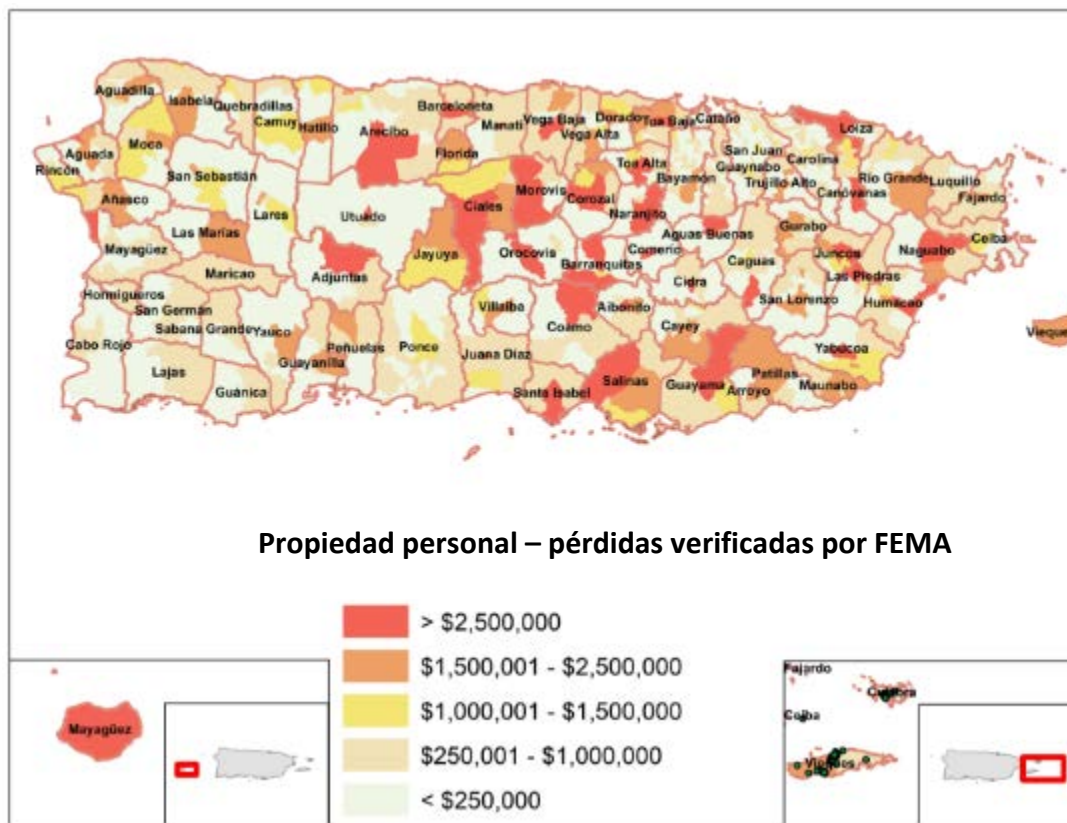 Aguadilla
Isabela
Quebradillas
Camuy
Hatillo
Arecibo
Barceloneta
Manatí
Vega Baja
Vega Alta
Dorado
Toa Baja
Cataño
Loiza
Aguada
Moca
Rincón
San Sebastián
Florida
Toa Alta
San Juan
Guaynabo
Carolina
Bayamón
Trujillo Alto
Canóvanas
Río Grande
Luquillo
Fajardo
Añasco
Lares
Utuado
Ciales
Morovis
Corozal
Naranjito
Las Marías
Mayagüez
Jayuya
Orocovis
Comerío
Aguas Buenas
Gurabo
Naguabo
Ceiba
Maricao
Adjuntas
Barranquitas
Caguas
Juncos
Las Piedras
Hormigueros
San Germán
Sabana Grande
Yauco
Villalba
Aibonito
Cidra
San Lorenzo
Humacao
Cabo Rojo
Lajas
Guánica
Guayanilla
Peñuelas
Ponce
Juana Díaz
Coamo
Cayey
Yabucoa
Santa Isabel
Salinas
Guayama
Arroyo
Patillas
Maunabo
Vieque
Propiedad personal – pérdidas verificadas por FEMA
> $2,500,000
$1,500,001 - $2,500,000
$1,000,001 - $1,500,000
$250,001 - $1,000,000
< $250,000
Mayagüez
Fajardo
Culebra
Ceiba
Vieques